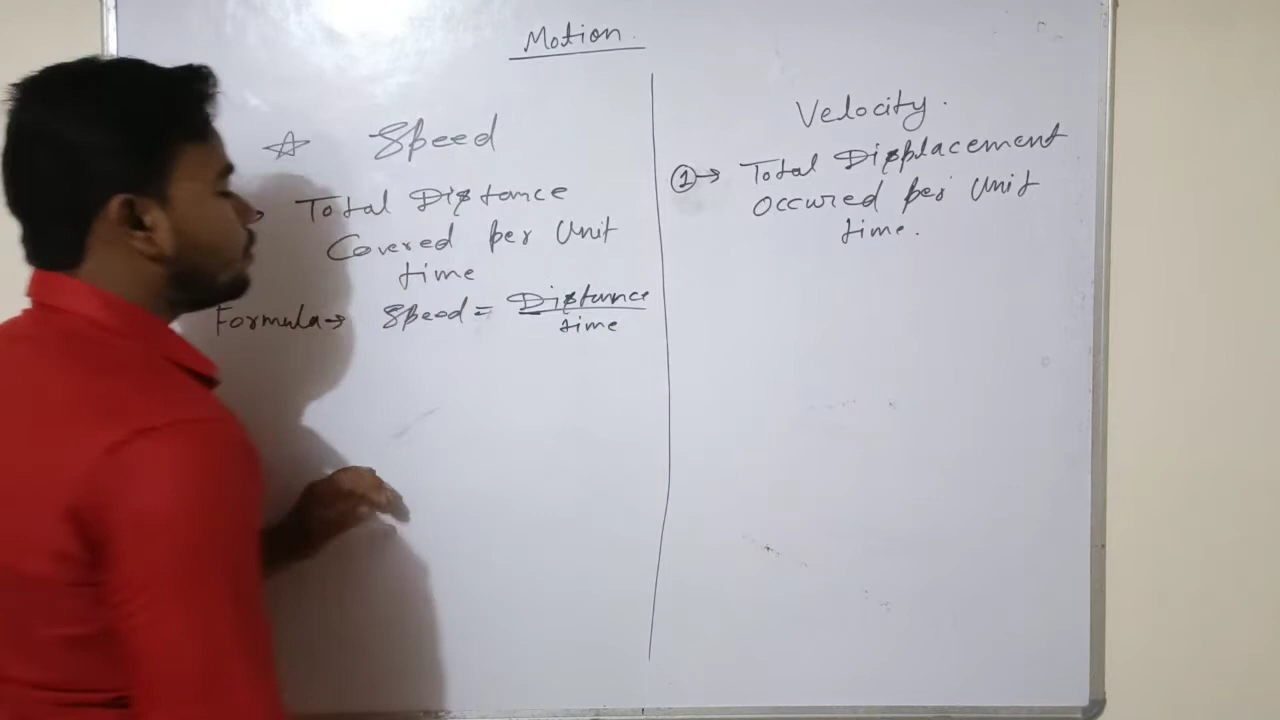 Motion.
☆ Speed
Total Distance
Covered per Unit
time
Formula→ Speed = Distance
time
Velocity.
①→ Total Displacement
Occured per Unit
time.